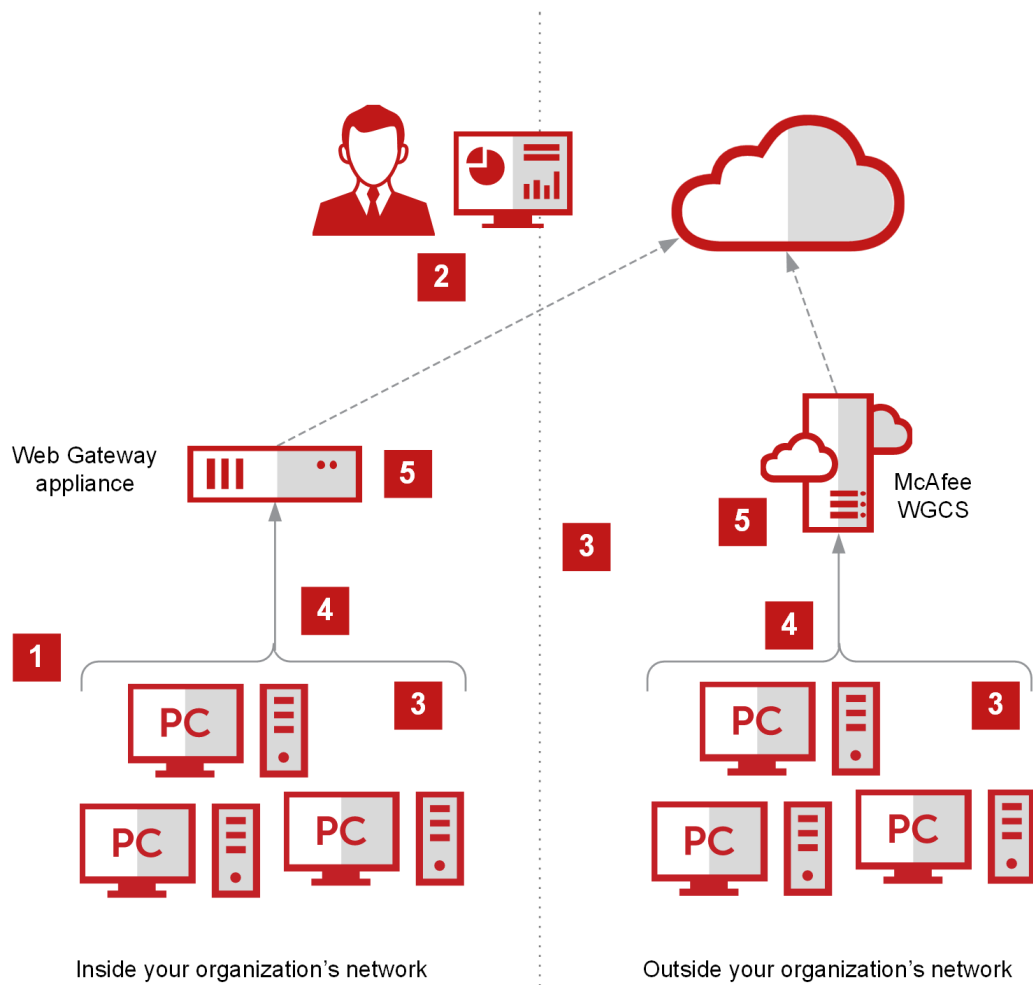 2
Web Gateway
appliance
5
McAfee
WGCS
5
3
4
4
1
3
3
PC
PC
PC
PC
PC
PC
Inside your organization’s network
Outside your organization’s network